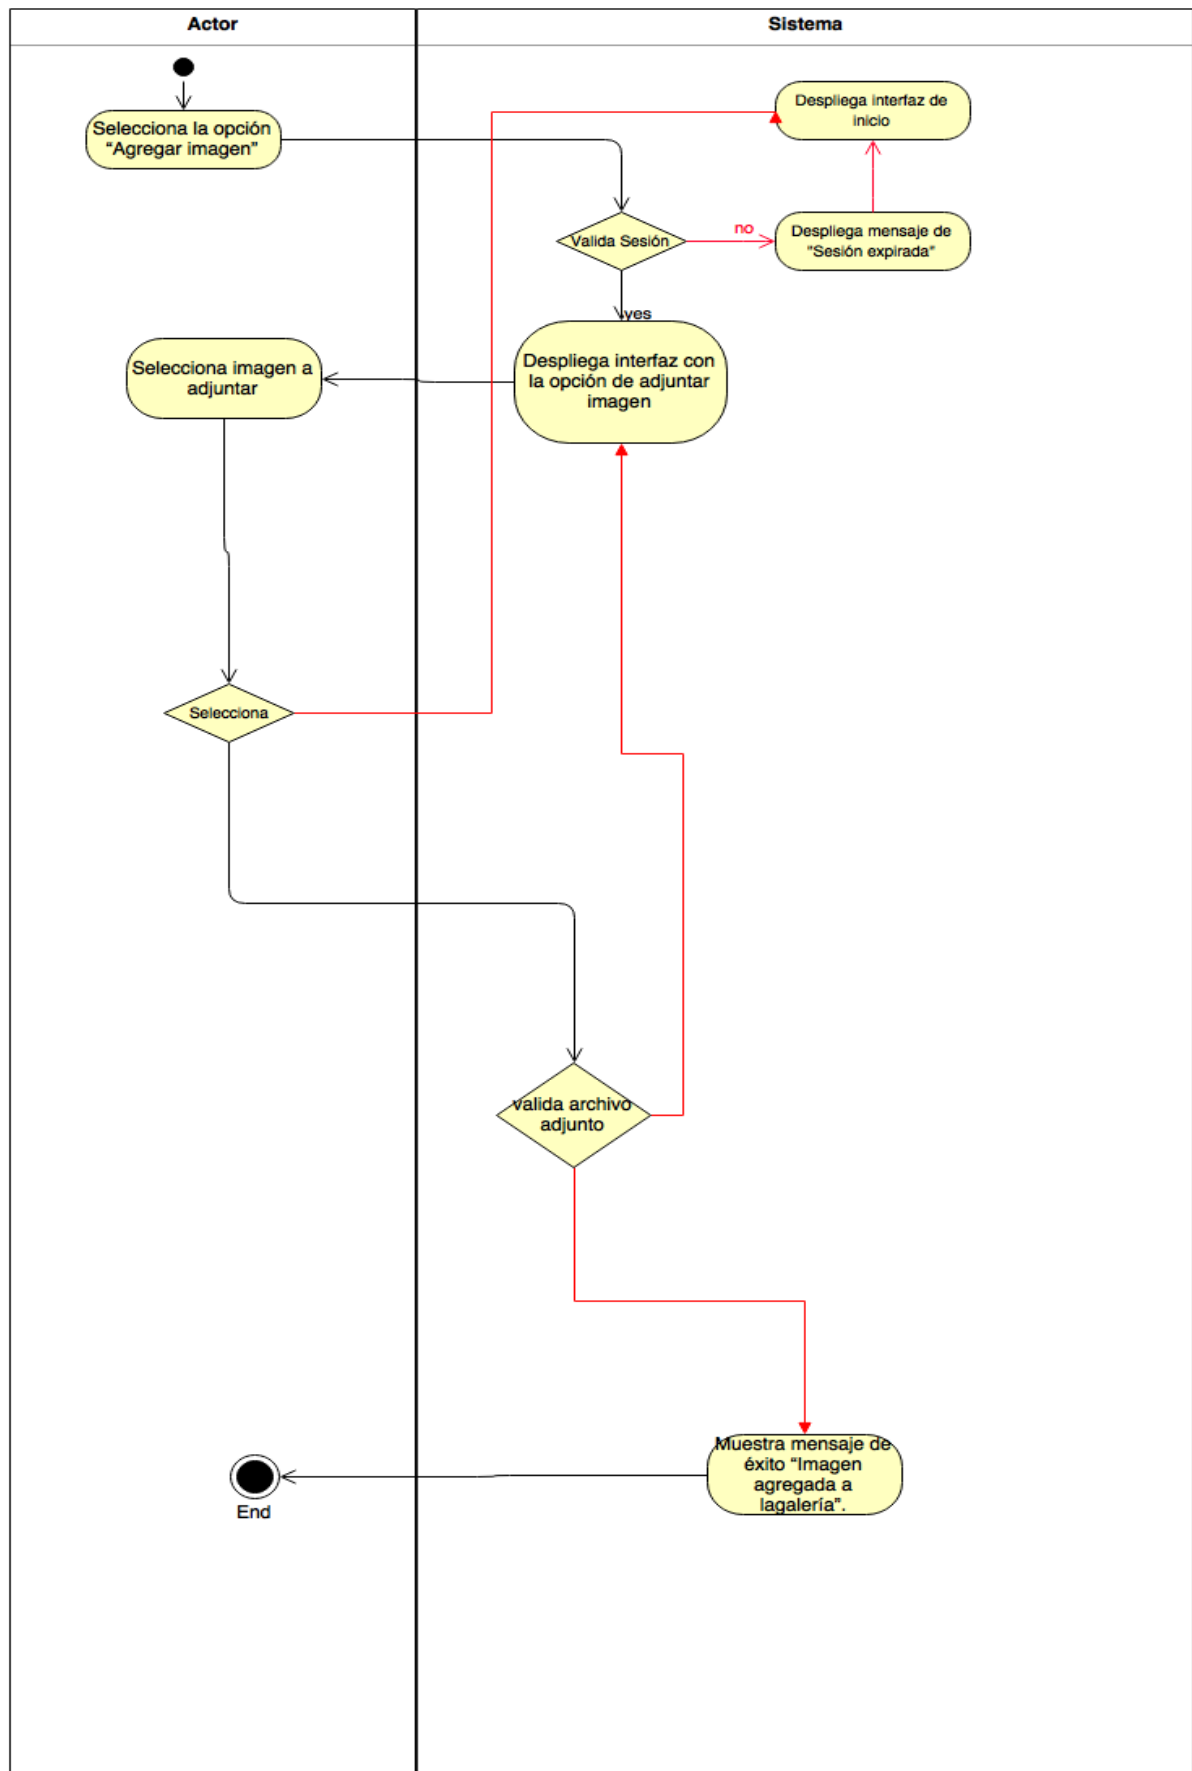 Actor
Sistema
Despliega interfaz de
inicio
Selecciona la opción
“Agregar imagen”
Valida Sesión
no
Despliega mensaje de
"Sesión expirada"
yes
Selecciona imagen a
adjuntar
Despliega interfaz con
la opción de adjuntar
imagen
Selecciona
valida archivo
adjunto
Muestra mensaje de
éxito “Imagen
agregada a
lagalería”.
End